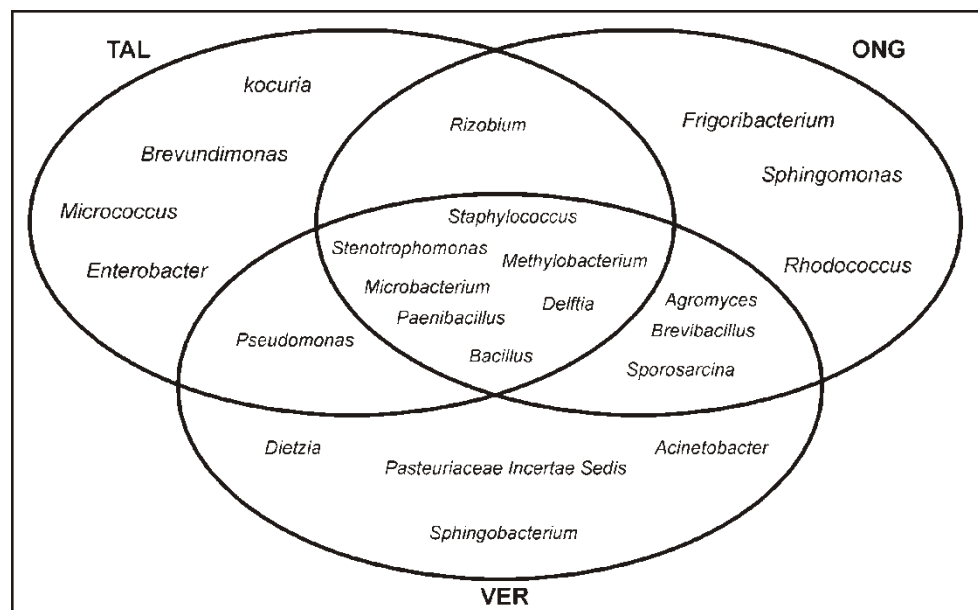 TAL
ONG
kocuria
Rizobium
Frigoribacterium
Brevundimonas
Sphingomonas
Micrococcus
Staphylococcus
Stenotrophomonas
Methylobacterium
Enterobacter
Rhodococcus
Microbacterium
Delftia
Agromyces
Paenibacillus
Brevibacillus
Pseudomonas
Bacillus
Sporosarcina
Dietzia
Acinetobacter
Pasteuriaceae Incertae Sedis
Sphingobacterium
VER